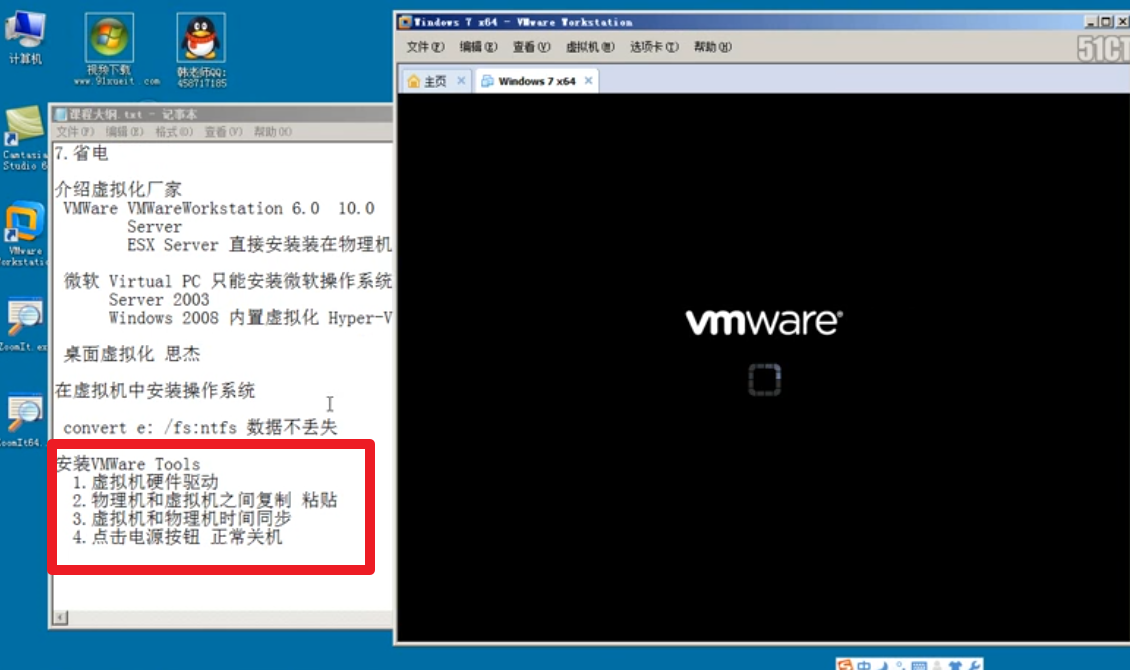 计算机
视频下载
www.91xueit com
韩老师QQ:
458717185
Camtasia
Studio 6
VMware
ZoomIt.ex
课程大纲.txt - 记事本
文件(F) 编辑(E) 格式(O) 查看(V) 帮助(H)
7.省电
介绍虚拟化厂家
VMWare VMWareWorkstation 6.0 10.0
Server
ESX Server 直接安装装在物理机
微软 Virtual PC 只能安装微软操作系统
Server 2003
Windows 2008 内置虚拟化 Hyper-V
桌面虚拟化 思杰
在虚拟机中安装操作系统
convert e: /fs:ntfs 数据不丢失
安装VMWare Tools
1.虚拟机硬件驱动
2.物理机和虚拟机之间复制 粘贴
3.虚拟机和物理机时间同步
4.点击电源按钮 正常关机
Windows 7 x64 - VMware Workstation
文件(F) 编辑(E) 查看(V) 虚拟机(M) 选项卡(T) 帮助(H)
51CT
主页 Windows 7 x64
vmware®
中